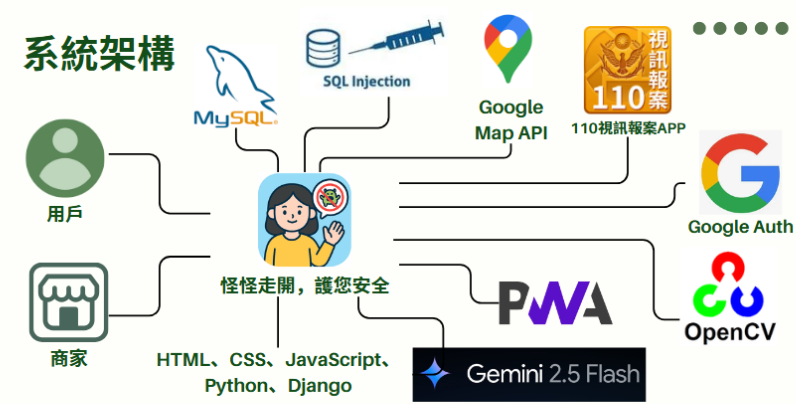 系統架構
MySQL
SQL Injection
Google
Map API
視訊報案
110
110視訊報案APP
用戶
Google Auth
怪怪走開，護您安全
PWA
OpenCV
商家
HTML、CSS、JavaScript、
Python、Django
Gemini 2.5 Flash